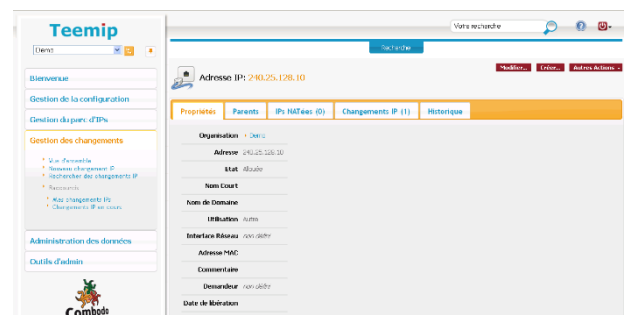 Teemip
Votre recherche
Demo
Recherche
Modifier... Créer... Autres Actions
Adresse IP: 240.25.128.10
Bienvenue
Gestion de la configuration
Gestion du parc d'IPs
Gestion des changements
Vue d'ensemble
Nouveau changement IP
Rechercher des changements IP
Raccourcis
Mes changements IPs
Changements IP en cours
Administration des données
Outils d'admin
Combodo
Propriétés Parents IPs NATées (0) Changements IP (1) Historique
Organisation Demo
Adresse 240.25.128.10
Etat Allouée
Nom Court
Nom de Domaine
Utilisation Autre
Interface Réseau non définie
Adresse MAC
Commentaire
Demandeur non défini
Date de libération